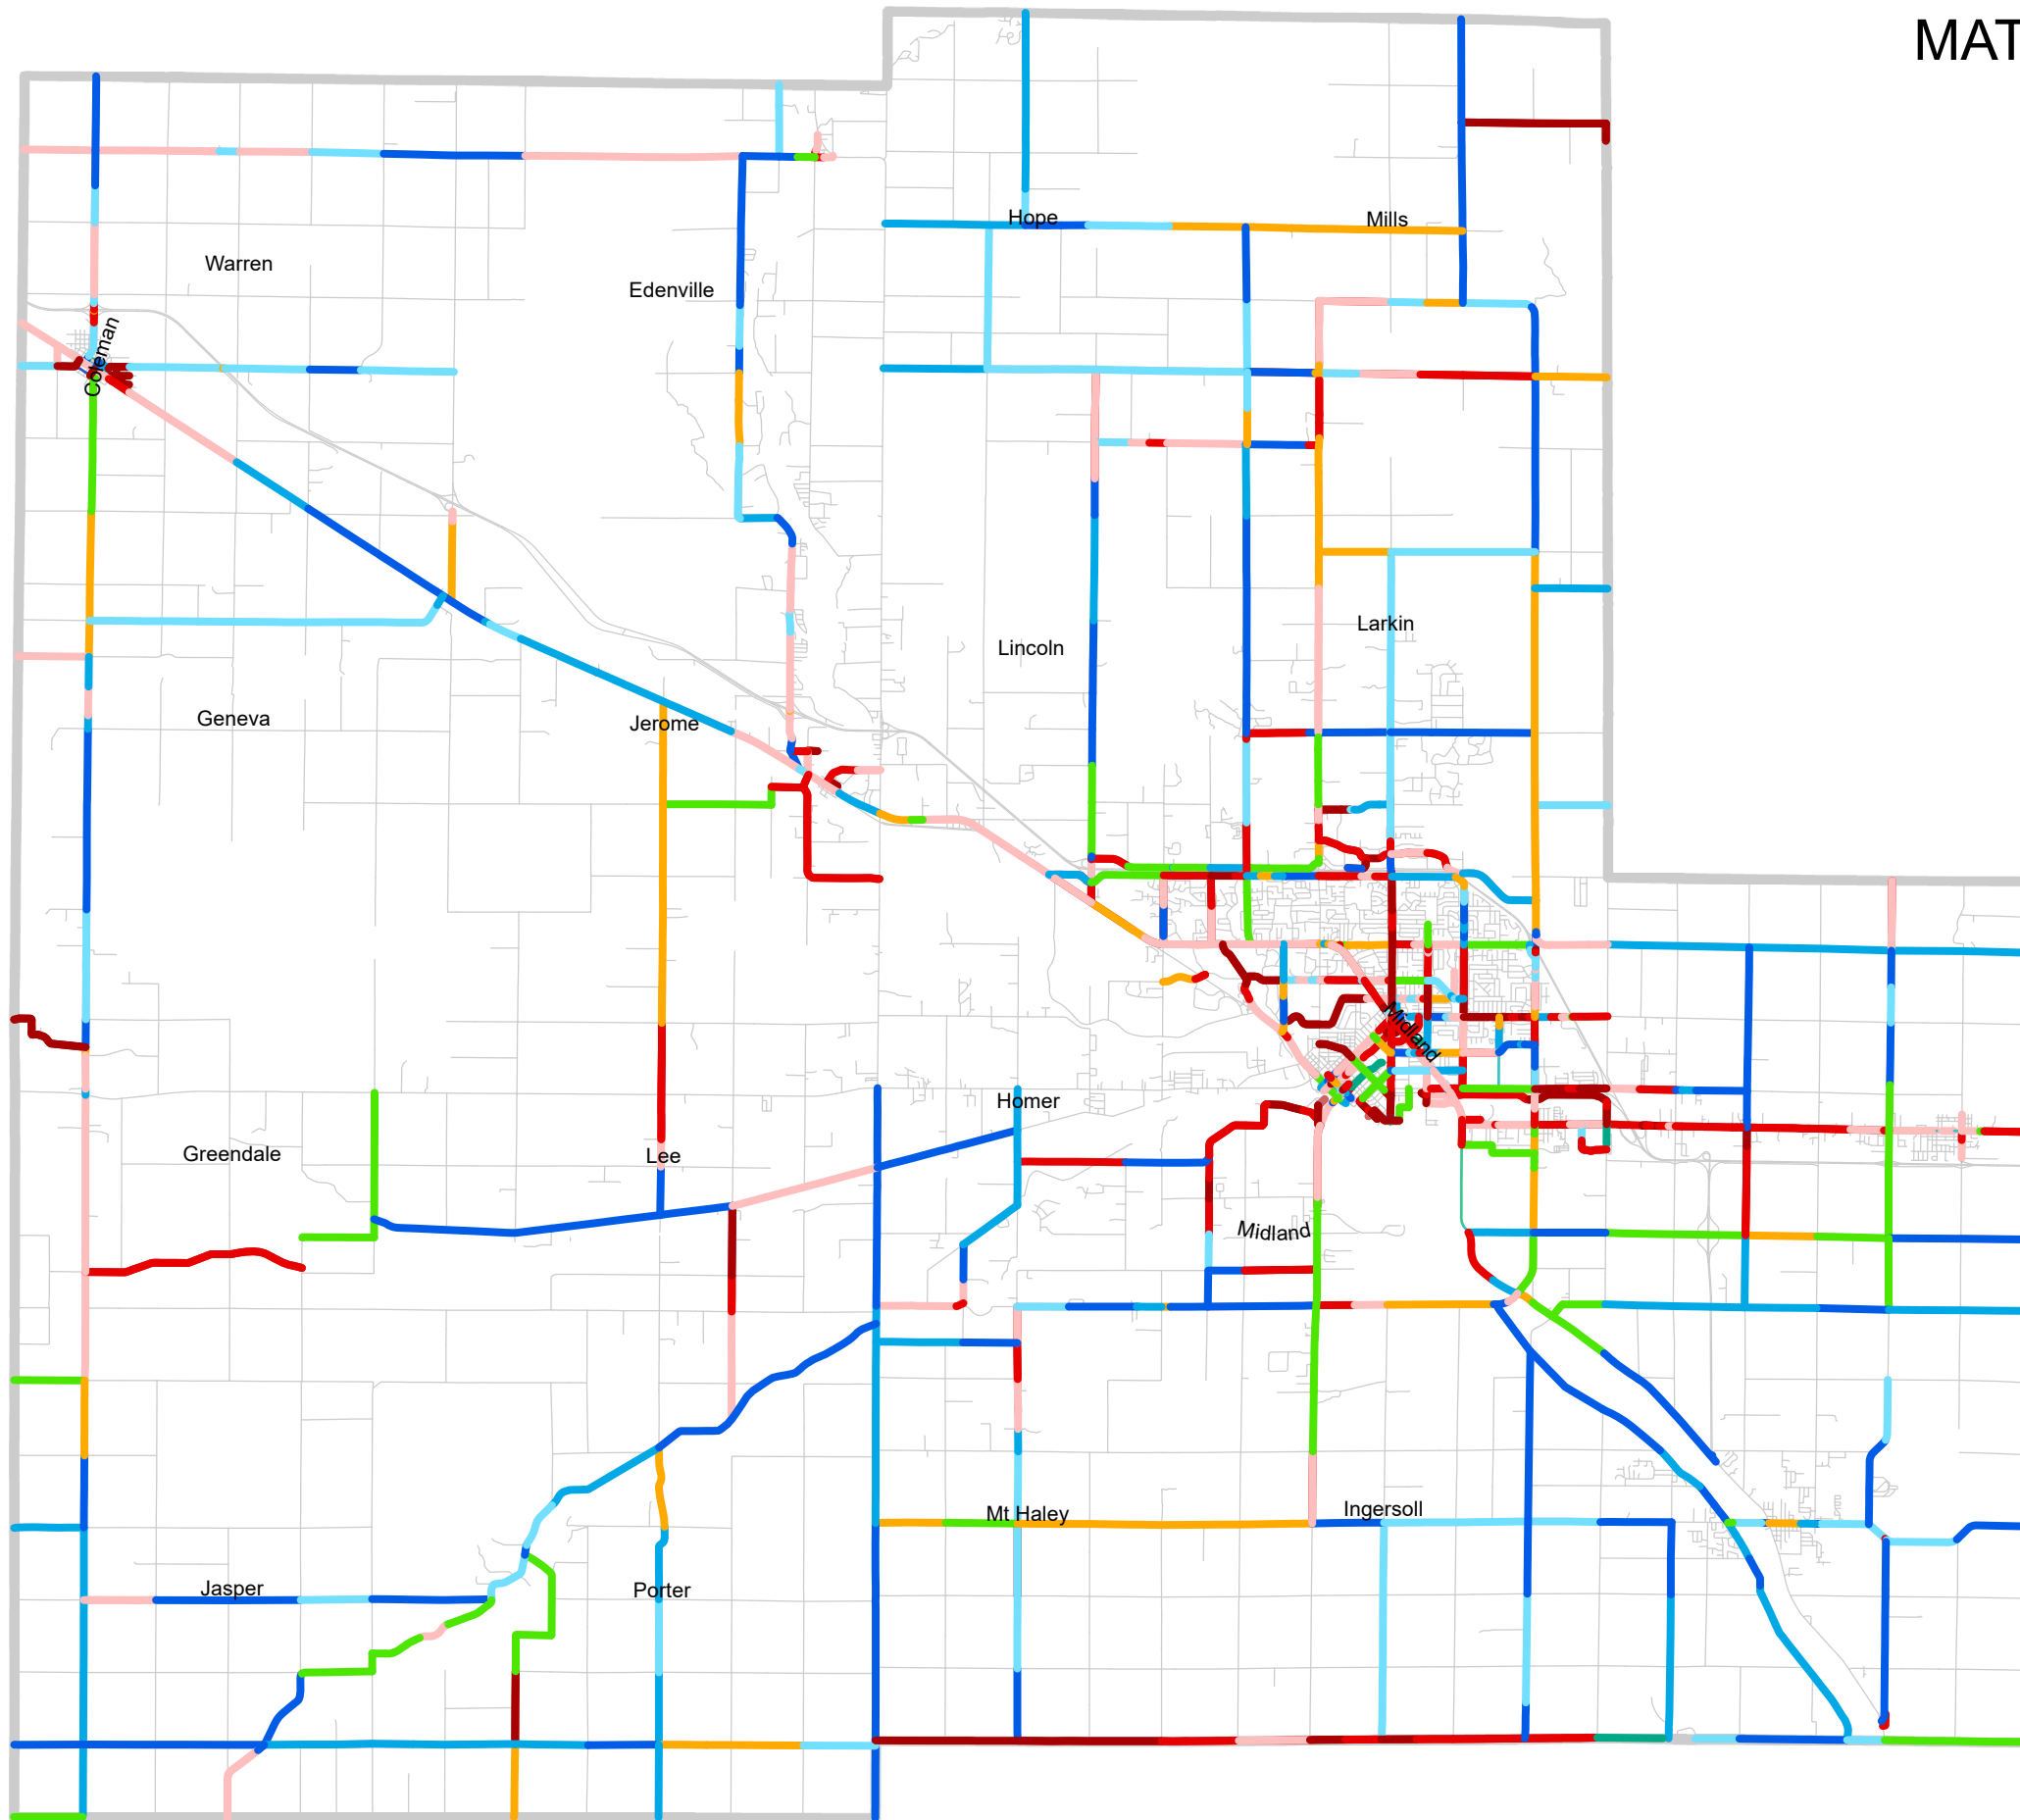 MAT
Hope
Mills
Warren
Edenville
Coleman
Larkin
Lincoln
Geneva
Jerome
Midland
Homer
Greendale
Lee
Midland
Mt Haley
Ingersoll
Jasper
Porter